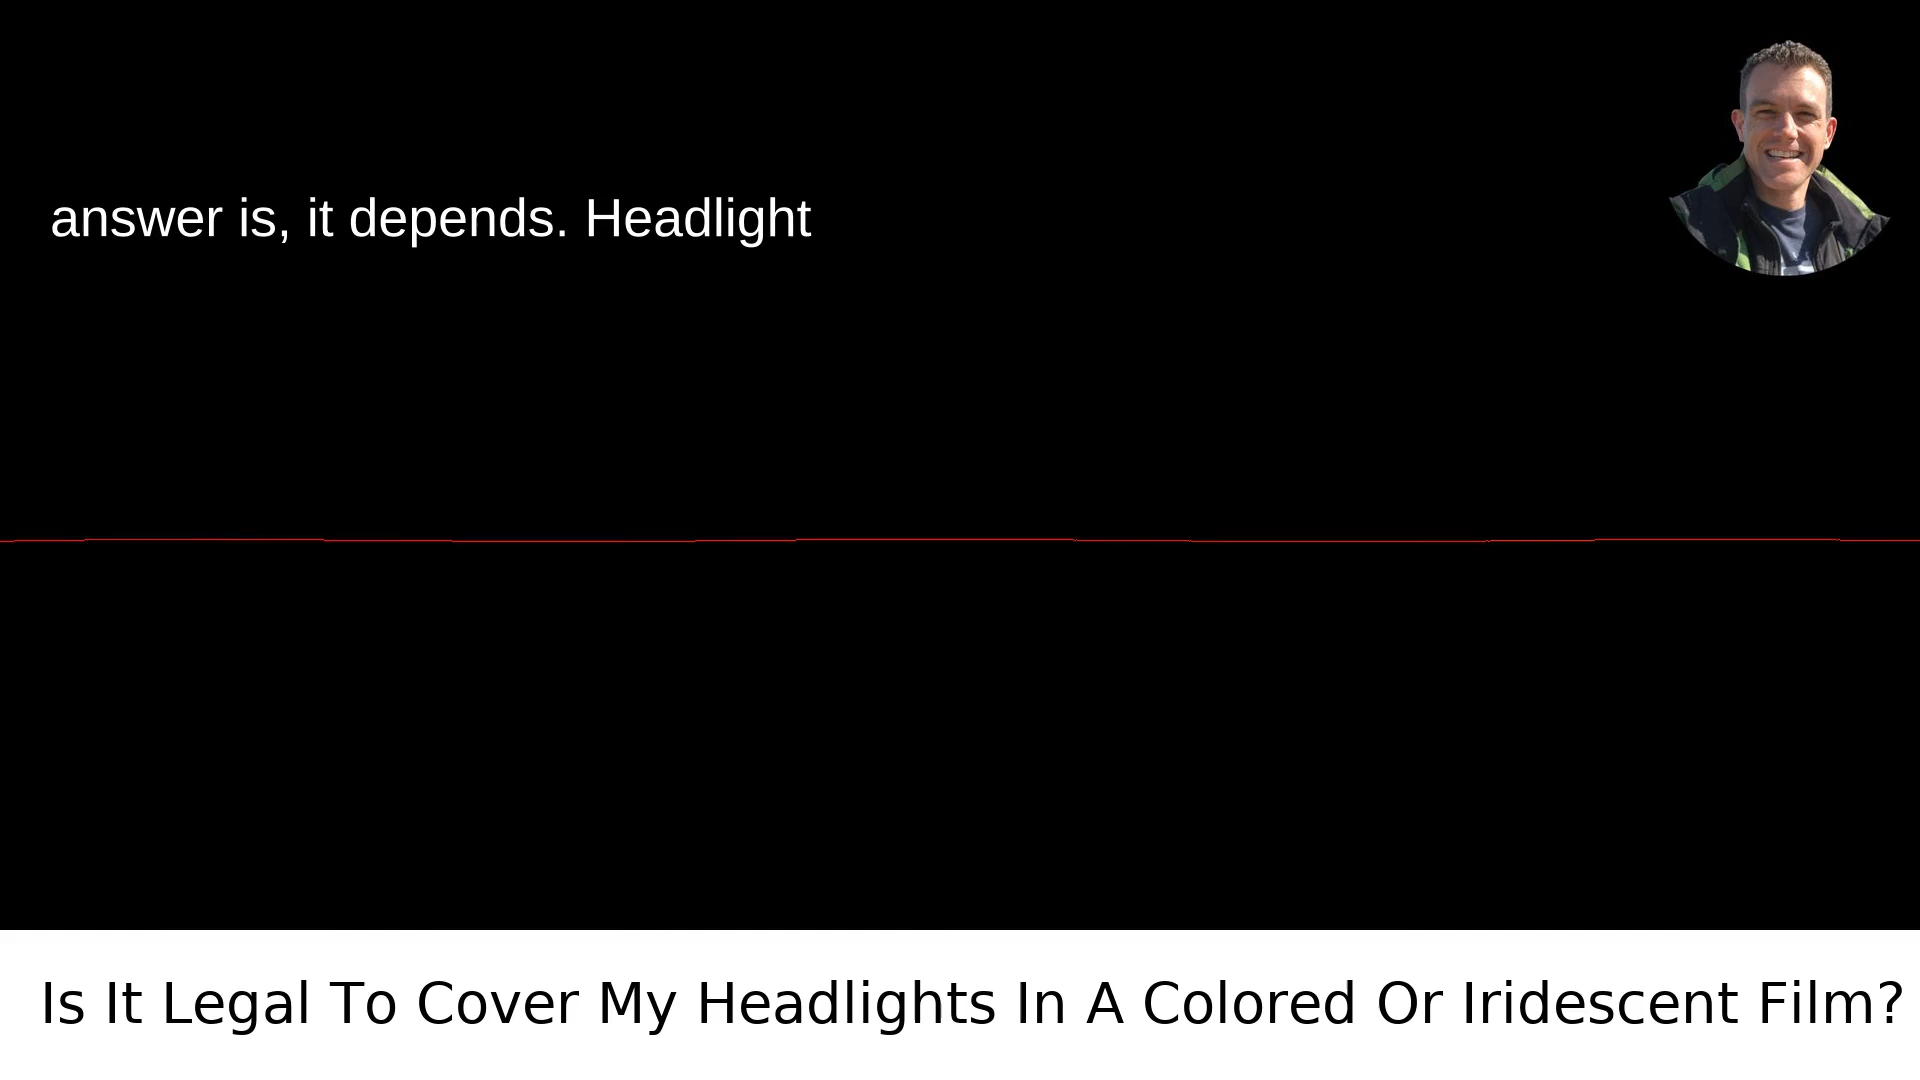 answer is, it depends. Headlight
Is It Legal To Cover My Headlights In A Colored Or Iridescent Film?